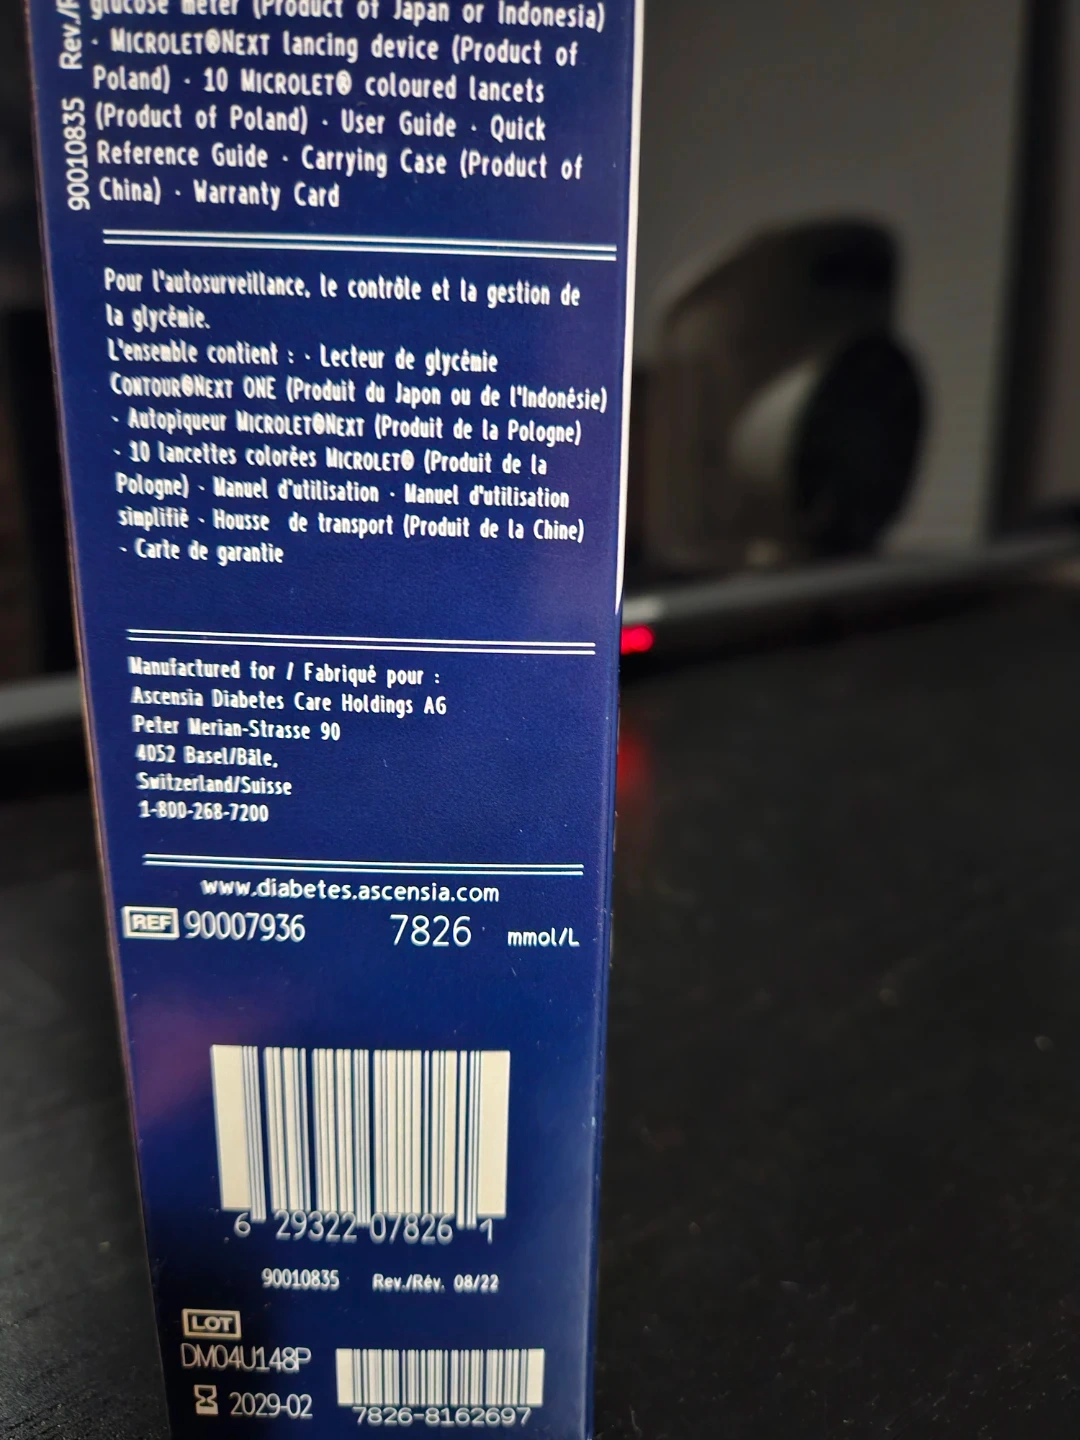 glucose meter (Product of Japan or Indonesia)
· MICROLET®NEXT lancing device (Product of
Poland) · 10 MICROLET® coloured lancets
(Product of Poland) · User Guide · Quick
Reference Guide · Carrying Case (Product of
China) · Warranty Card
90010835 Rev./R
Pour l'autosurveillance, le contrôle et la gestion de
la glycémie.
L'ensemble contient : · Lecteur de glycémie
CONTOUR®NEXT ONE (Produit du Japon ou de l'Indonésie)
· Autopiqueur MICROLET®NEXT (Produit de la Pologne)
· 10 lancettes colorées MICROLET® (Produit de la
Pologne) · Manuel d'utilisation · Manuel d'utilisation
simplifié · Housse de transport (Produit de la Chine)
· Carte de garantie
Manufactured for / Fabriqué pour :
Ascensia Diabetes Care Holdings AG
Peter Merian-Strasse 90
4052 Basel/Bâle,
Switzerland/Suisse
1-800-268-7200
www.diabetes.ascensia.com
REF 90007936 7826 mmol/L
6 29322 07826 1
90010835 Rev./Rév. 08/22
LOT
DM04U148P
2029-02
7826-8162697